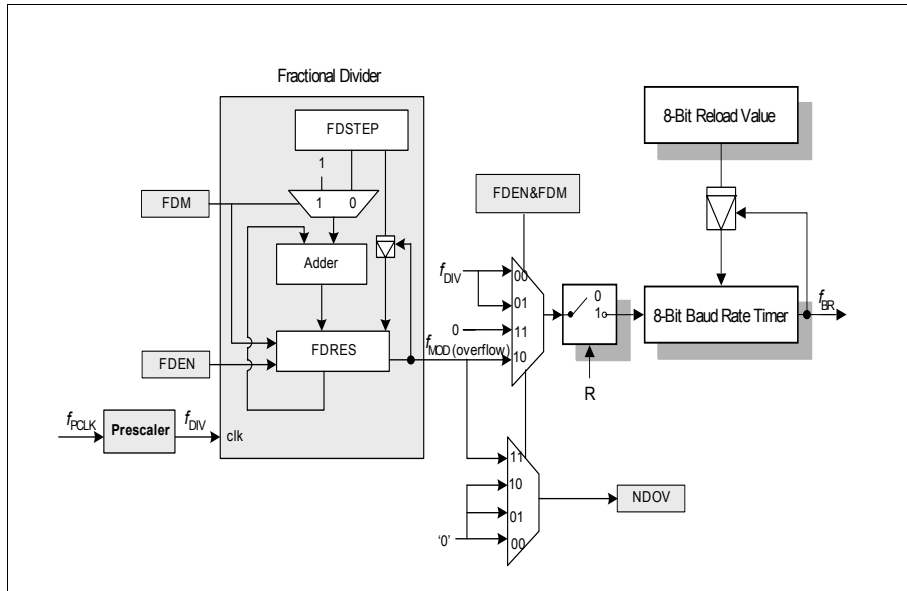 Fractional Divider
FDSTEP
8-Bit Reload Value
1
FDM
1 0
FDEN&FDM
Adder
fDIV
00
01
0
11
10
0
1
8-Bit Baud Rate Timer
fBR
FDEN
FDRES
fMOD (overflow)
R
fPCLK
Prescaler
fDIV
clk
11
10
01
00
'0'
NDOV